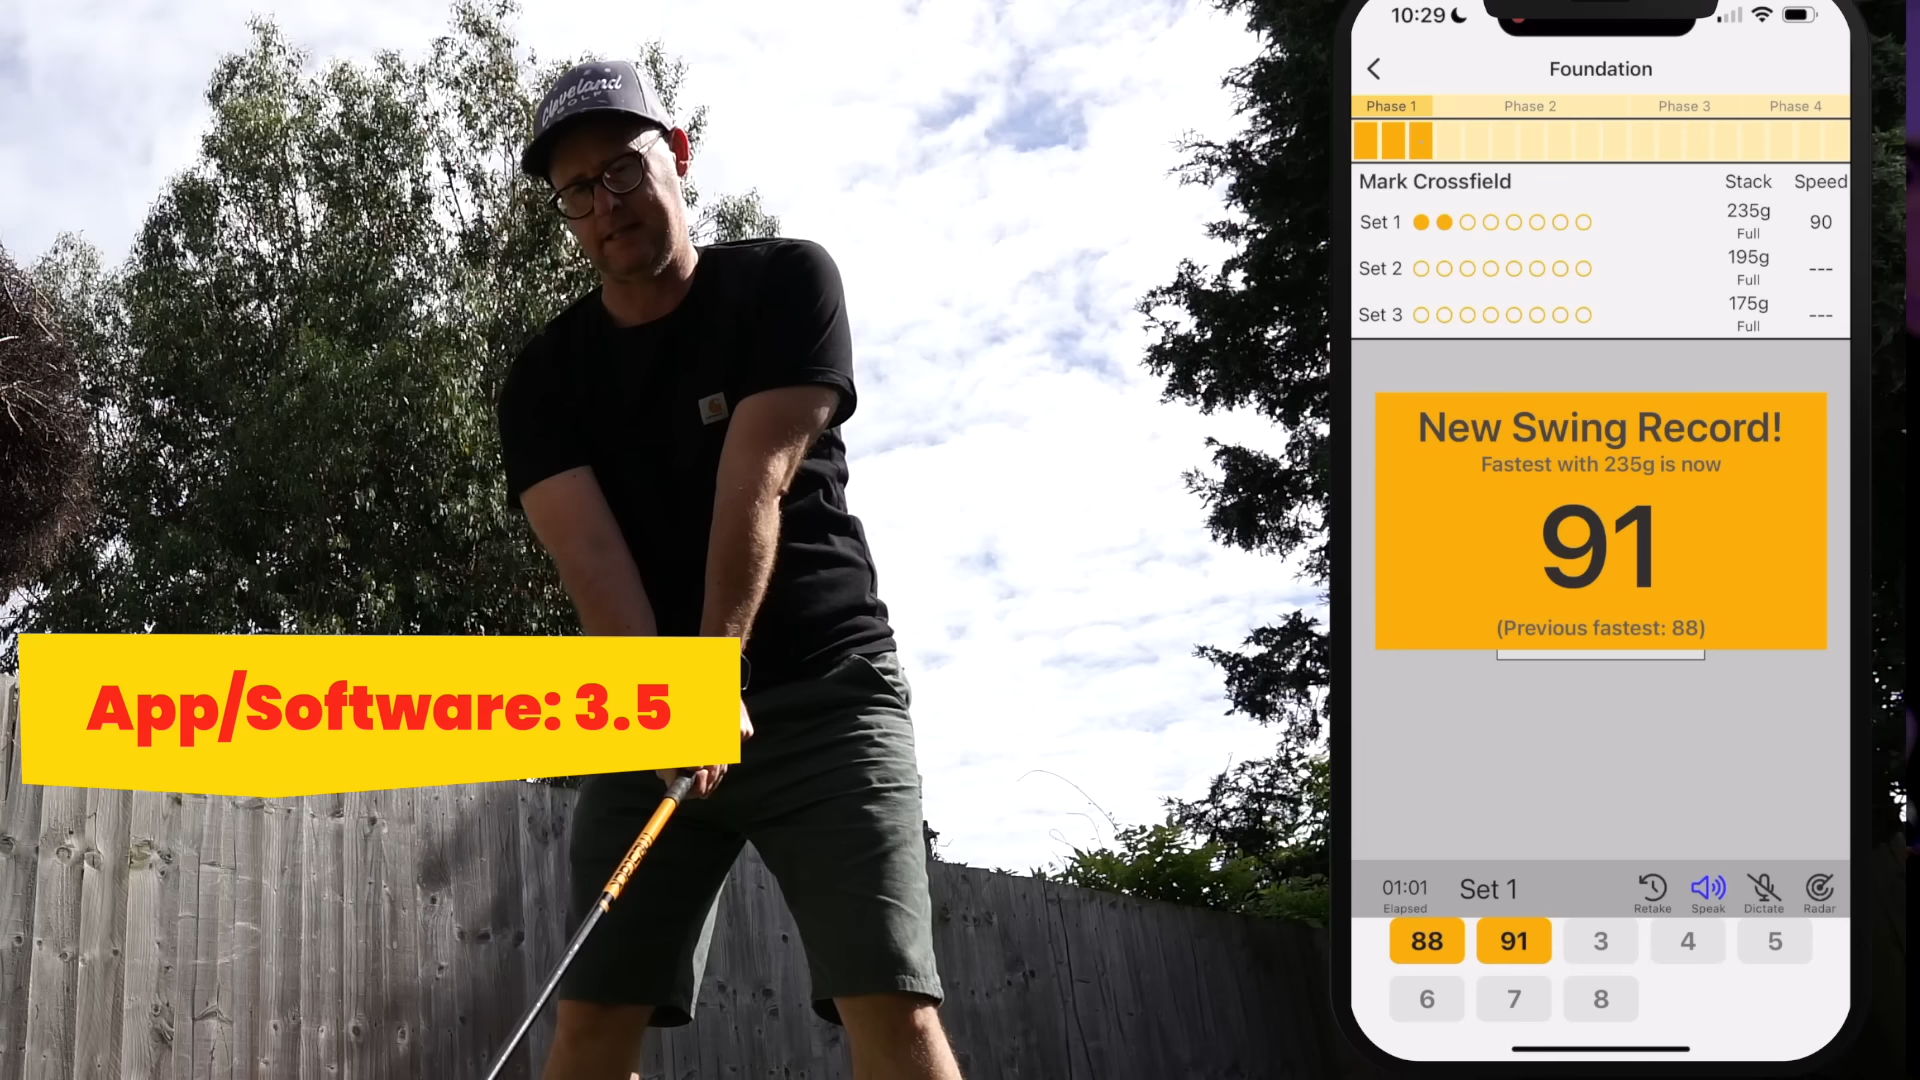 Cleveland
GOLF
App/Software: 3.5
10:29
Foundation
Phase 1 Phase 2 Phase 3 Phase 4
Mark Crossfield Stack Speed
Set 1 235g Full 90
Set 2 195g Full ---
Set 3 175g Full ---
New Swing Record!
Fastest with 235g is now
91
(Previous fastest: 88)
01:01 Elapsed Set 1 Retake Speak Dictate Radar
88 91 3 4 5
6 7 8